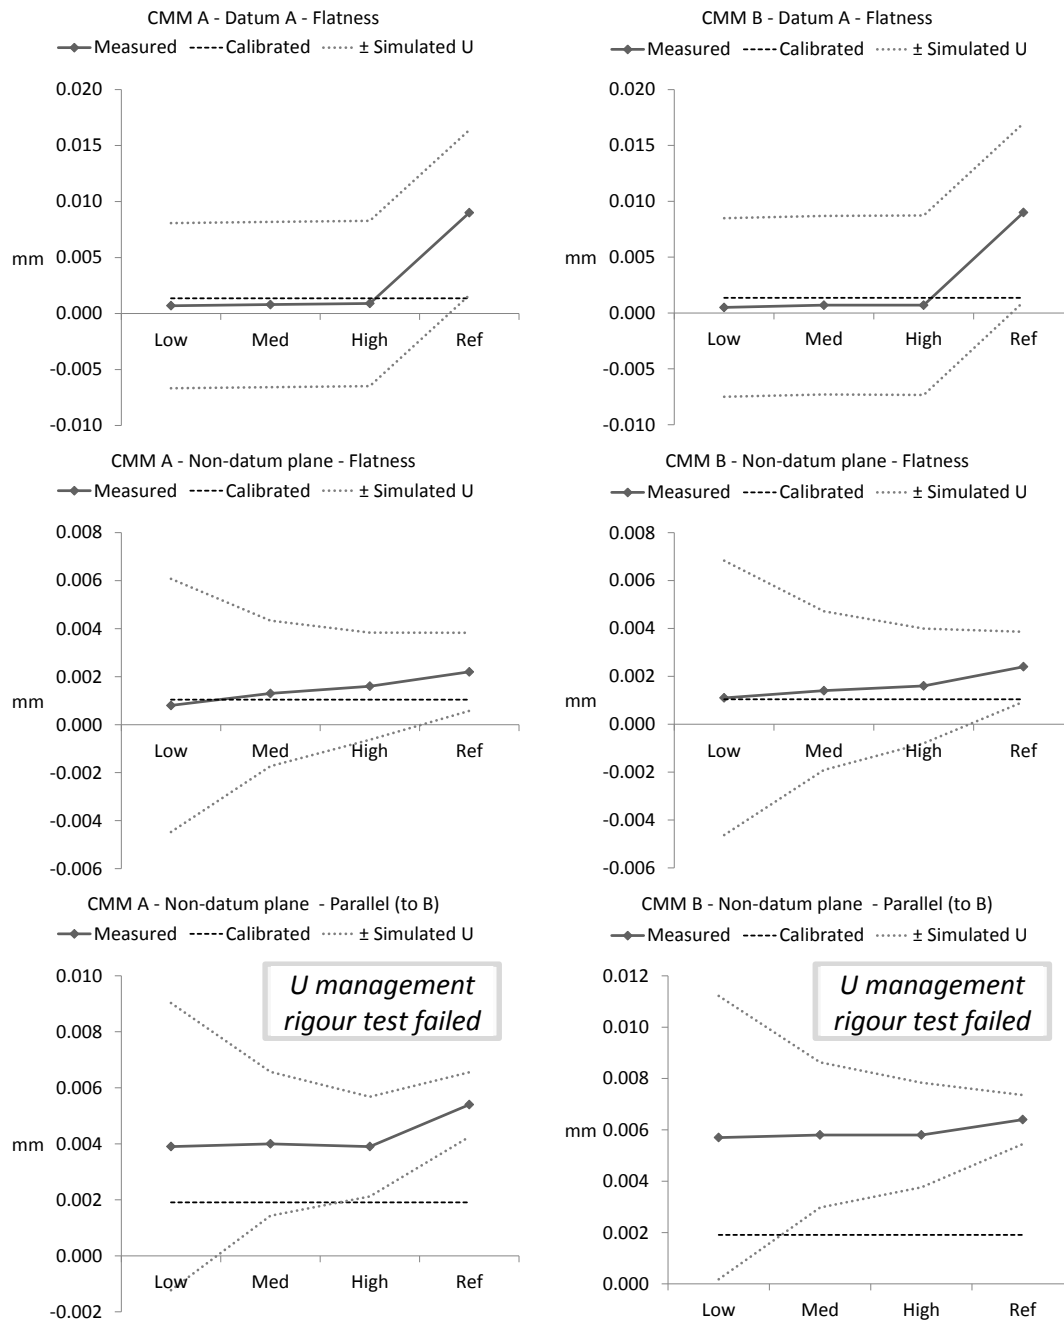 CMM A - Datum A - Flatness
Measured Calibrated ± Simulated U
0.020
0.015
0.010
0.005
mm
0.000
Low Med High Ref
-0.005
-0.010
CMM B - Datum A - Flatness
Measured Calibrated ± Simulated U
0.020
0.015
0.010
0.005
mm
0.000
Low Med High Ref
-0.005
-0.010
CMM A - Non-datum plane - Flatness
Measured Calibrated ± Simulated U
0.008
0.006
0.004
0.002
mm
0.000
Low Med High Ref
-0.002
-0.004
-0.006
CMM B - Non-datum plane - Flatness
Measured Calibrated ± Simulated U
0.008
0.006
0.004
0.002
mm
0.000
Low Med High Ref
-0.002
-0.004
-0.006
CMM A - Non-datum plane - Parallel (to B)
Measured Calibrated ± Simulated U
0.010
U management
rigour test failed
0.008
0.006
0.004
mm
0.002
0.000
Low Med High Ref
-0.002
CMM B - Non-datum plane - Parallel (to B)
Measured Calibrated ± Simulated U
0.012
U management
rigour test failed
0.010
0.008
0.006
mm
0.004
0.002
0.000
Low Med High Ref